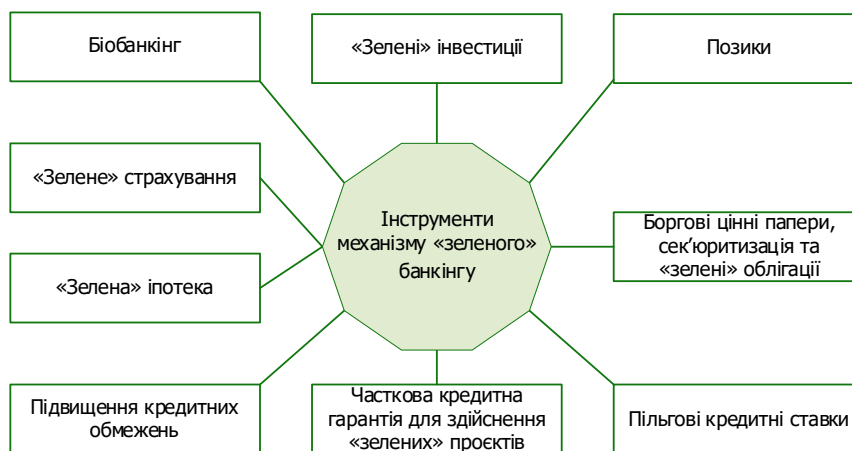 Біобанкінг
«Зелені» інвестиції
Позики
«Зелене» страхування
Інструменти
механізму «зеленого»
банкінгу
Боргові цінні папери,
сек’юритизація та
«зелені» облігації
«Зелена» іпотека
Підвищення кредитних
обмежень
Часткова кредитна
гарантія для здійснення
«зелених» проєктів
Пільгові кредитні ставки